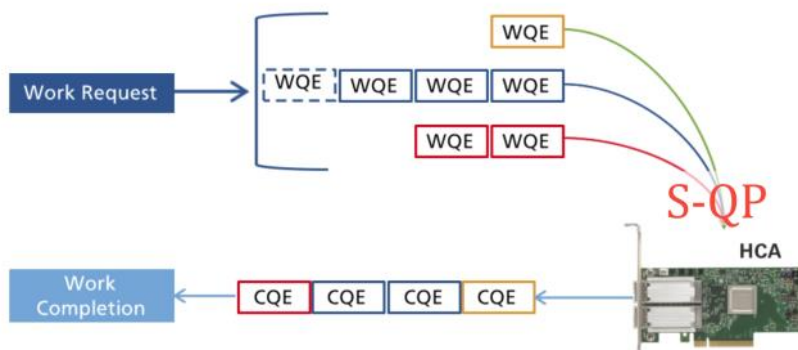 WQE
Work Request
WQE WQE WQE WQE
WQE WQE
S-QP
HCA
Work
Completion
CQE CQE CQE CQE